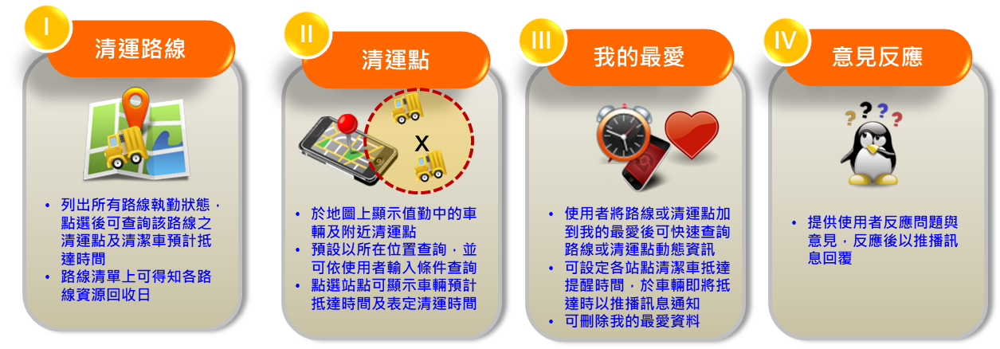 I
清運路線
• 列出所有路線執勤狀態，
點選後可查詢該路線之
清運點及清潔車預計抵
達時間
• 路線清單上可得知各路
線資源回收日
II
清運點
X
• 於地圖上顯示值勤中的車
輛及附近清運點
• 預設以所在位置查詢，並
可依使用者輸入條件查詢
• 點選站點可顯示車輛預計
抵達時間及表定清運時間
III
我的最愛
• 使用者將路線或清運點加
到我的最愛後可快速查詢
路線或清運點動態資訊
• 可設定各站點清潔車抵達
提醒時間，於車輛即將抵
達時以推播訊息通知
• 可刪除我的最愛資料
IV
意見反應
? ? ? ?
• 提供使用者反應問題與
意見，反應後以推播訊
息回覆